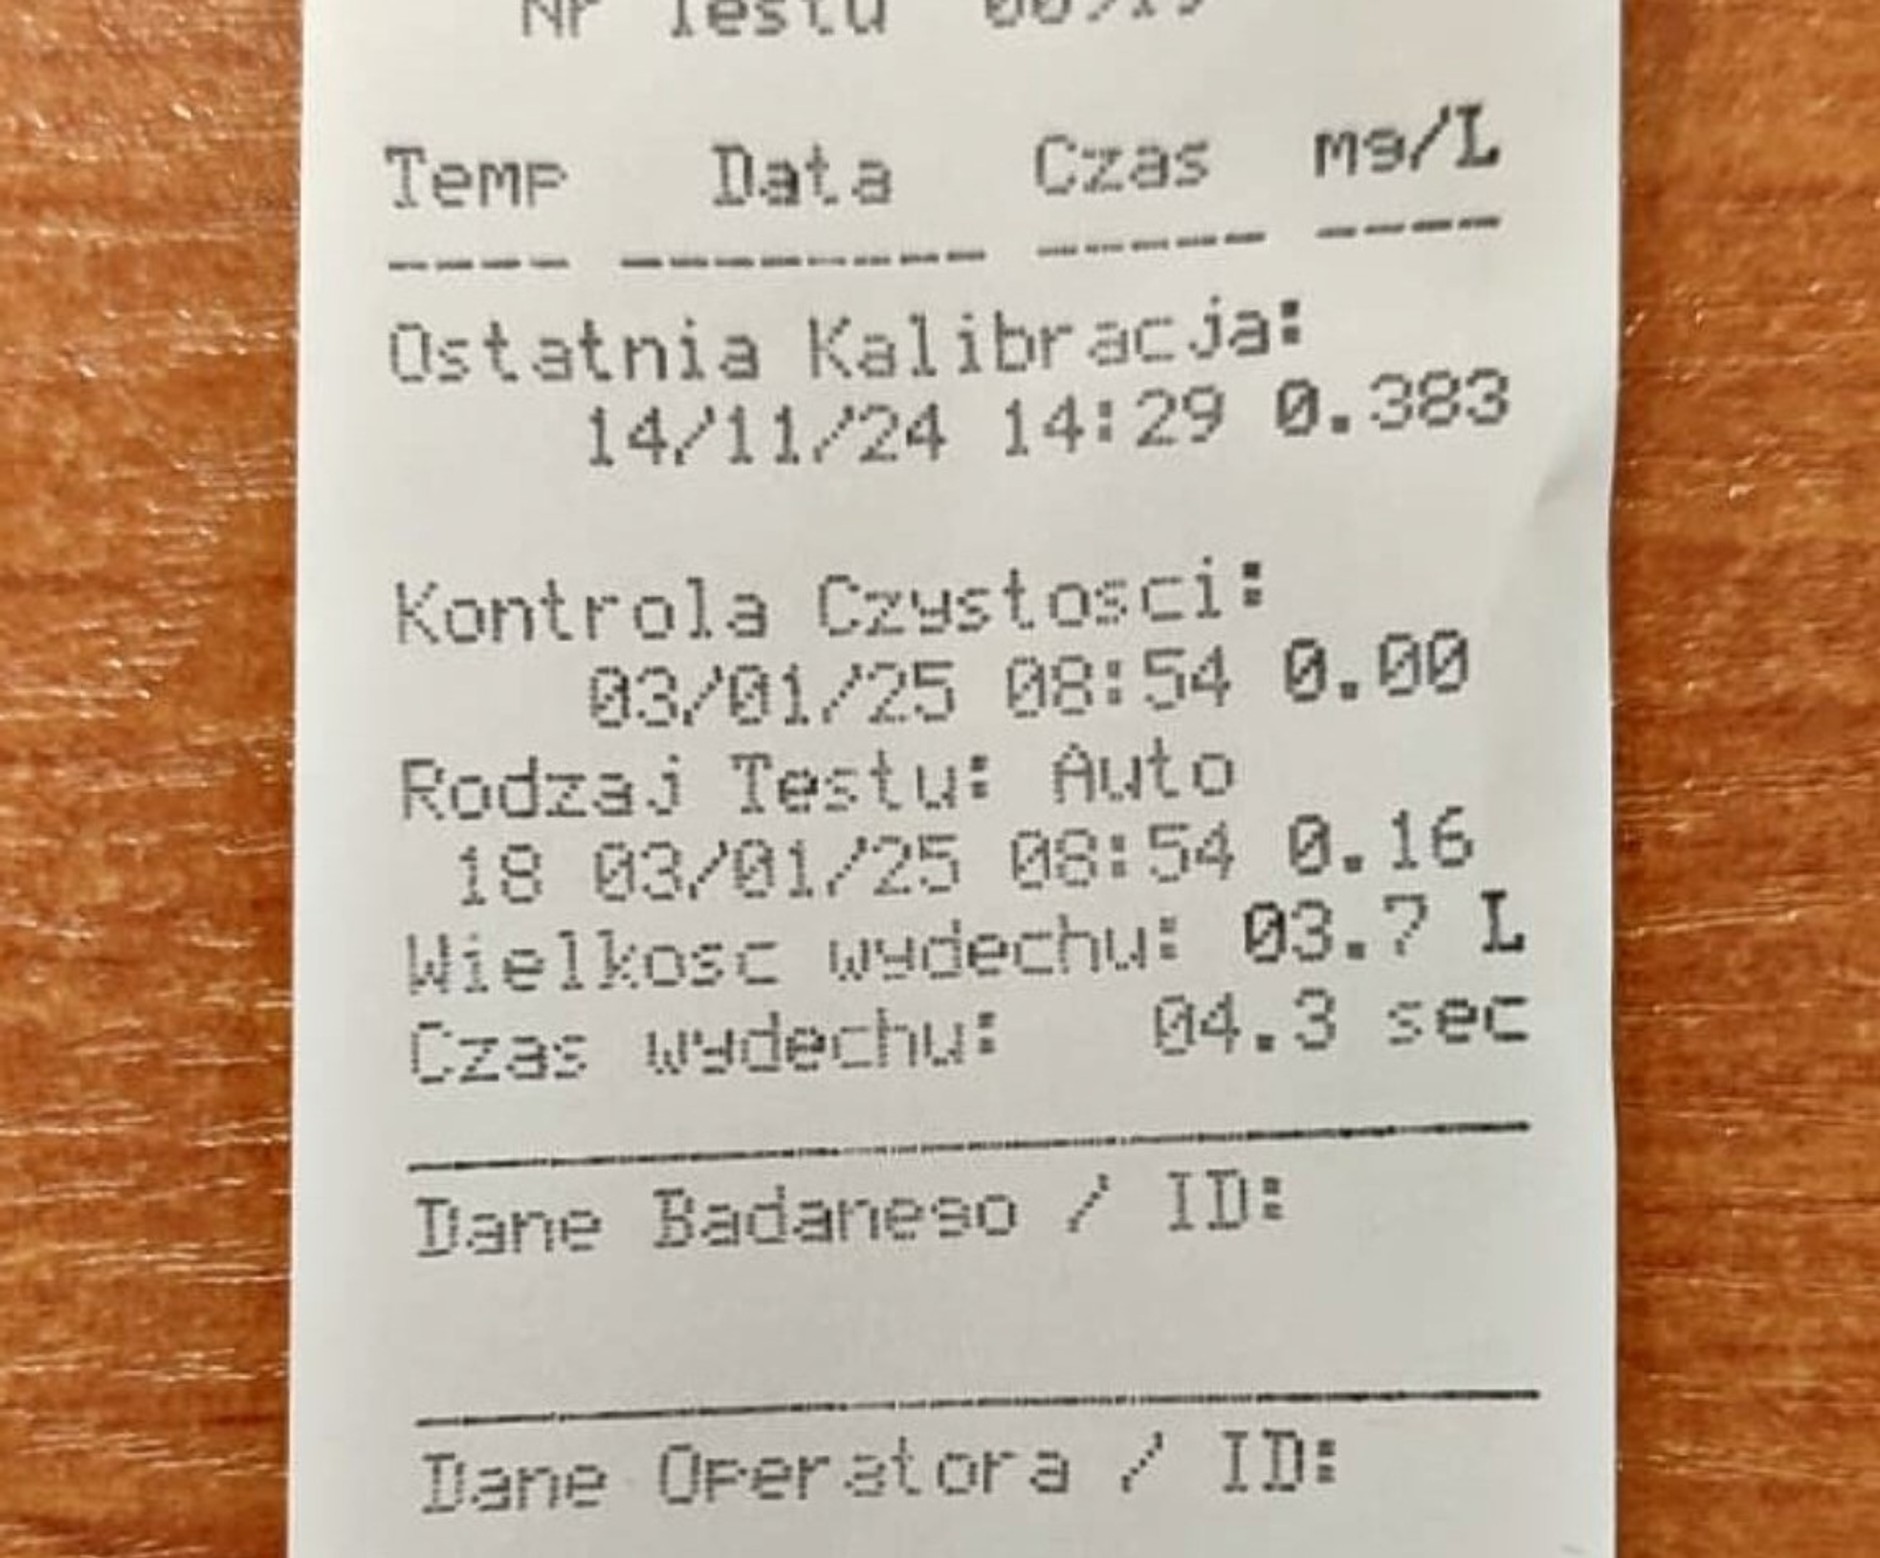 Nr Testu
Temp Data Czas mg/L
---- -------- ----- ----
Ostatnia Kalibracja:
14/11/24 14:29 0.383
Kontrola Czystosci:
03/01/25 08:54 0.00
Rodzaj Testu: Auto
18 03/01/25 08:54 0.16
Wielkosc wydechu: 03.7 L
Czas wydechu: 04.3 sec
Dane Badanego / ID:
Dane Operatora / ID: